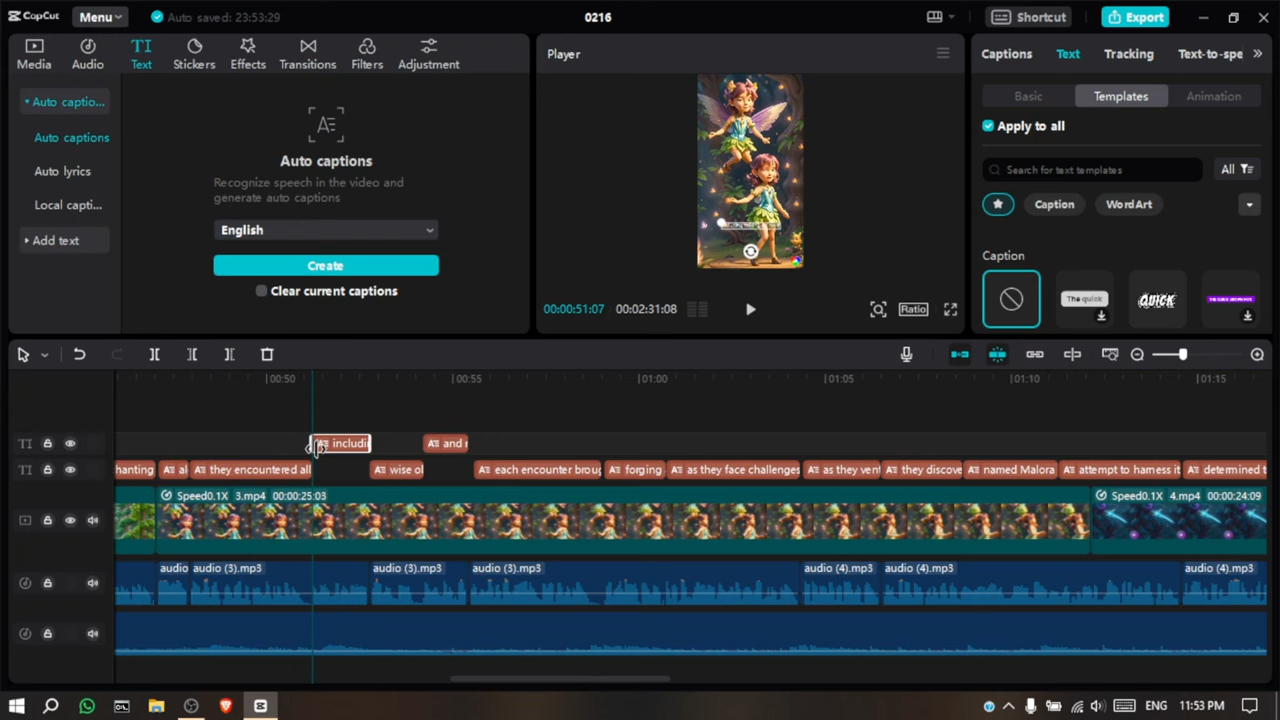 CapCut
Menu
Auto saved: 23:53:29
0216
Shortcut
Export
Media
Audio
TI
Text
Stickers
Effects
Transitions
Filters
Adjustment
Auto captio...
Auto captions
Auto lyrics
Local capti...
Add text
Auto captions
Recognize speech in the video and
generate auto captions
English
Create
Clear current captions
Player
00:00:51:07
00:02:31:08
Ratio
Captions
Text
Tracking
Text-to-spe
Basic
Templates
Animation
Apply to all
Search for text templates
All
Caption
WordArt
Caption
The quick
QUICK
00:50
00:55
01:00
01:05
01:10
01:15
includi
and
hanting
al
they encountered all
wise ol
each encounter broug
forging
as they face challenges
as they vent
they discove
named Malora
attempt to harness it
determined t
Speed0.1X 3.mp4 00:00:25:03
Speed0.1X 4.mp4 00:00:24:09
audio
audio (3).mp3
audio (3).mp3
audio (3).mp3
audio (4).mp3
audio (4).mp3
audio (4).mp3
ENG
11:53 PM